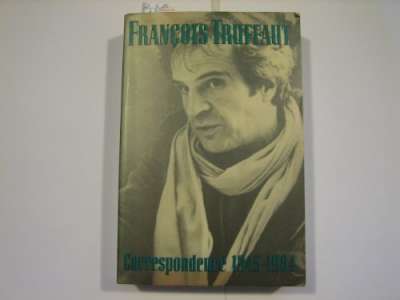 FRANÇOIS TRUFFAUT
Correspondence 1945–1984